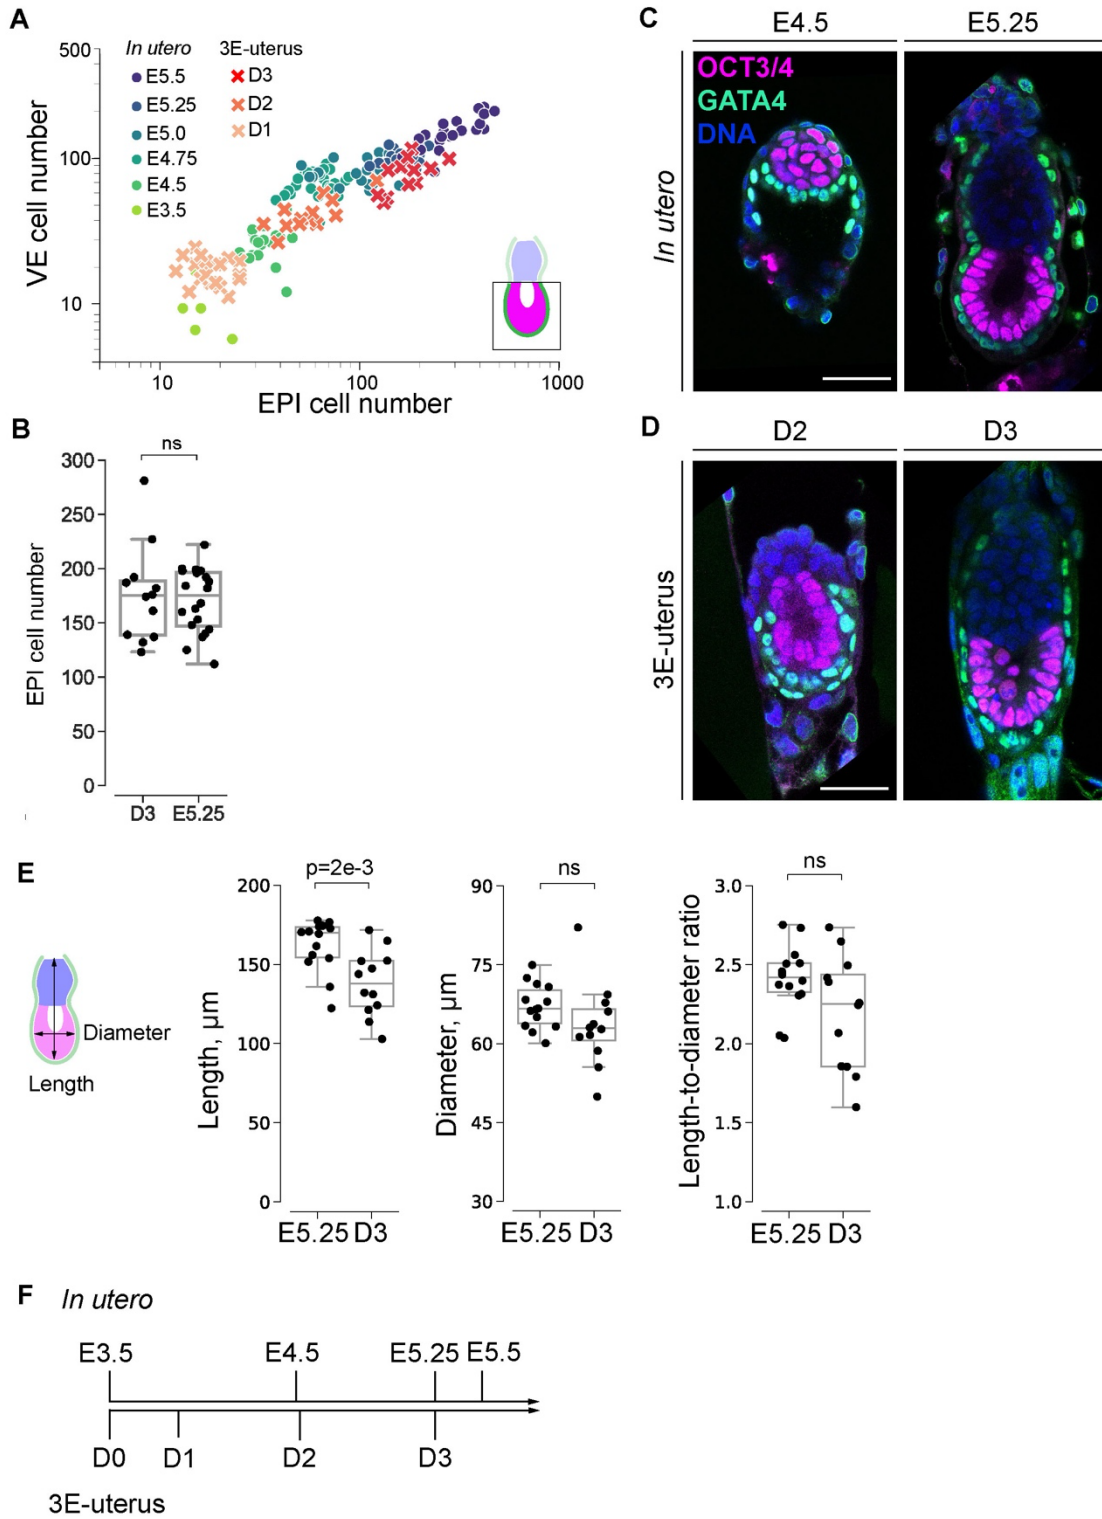 A
500
100
10
VE cell number
In utero
E5.5
E5.25
E5.0
E4.75
E4.5
E3.5
3E-uterus
D3
D2
D1
10
100
1000
EPI cell number
B
ns
300
250
200
150
100
50
0
EPI cell number
D3
E5.25
C
E4.5
E5.25
In utero
OCT3/4
GATA4
DNA
D
D2
D3
3E-uterus
E
Diameter
Length
p=2e-3
200
150
100
50
0
Length, µm
E5.25 D3
ns
90
75
60
45
30
Diameter, µm
E5.25 D3
ns
3.0
2.5
2.0
1.5
1.0
Length-to-diameter ratio
E5.25 D3
F
In utero
E3.5
E4.5
E5.25
E5.5
D0
D1
D2
D3
3E-uterus